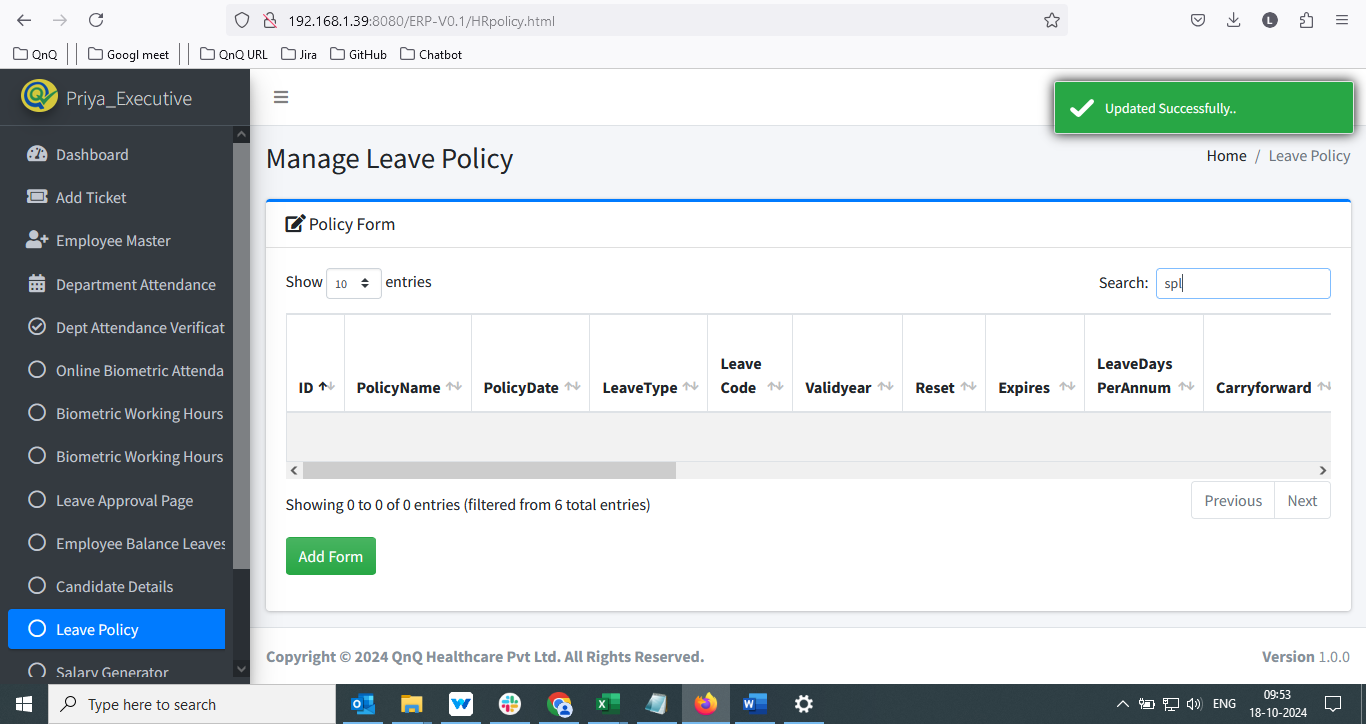 192.168.1.39:8080/ERP-V0.1/HRpolicy.html
L
QnQ Googl meet QnQ URL Jira GitHub Chatbot
Priya_Executive
Updated Successfully..
Dashboard
Add Ticket
Employee Master
Department Attendance
Dept Attendance Verificat
Online Biometric Attenda
Biometric Working Hours
Biometric Working Hours
Leave Approval Page
Employee Balance Leaves
Candidate Details
Leave Policy
Salary Generator
Manage Leave Policy
Home / Leave Policy
Policy Form
Show 10 entries
Search: spl
ID PolicyName PolicyDate LeaveType Leave Code Validyear Reset Expires LeaveDays PerAnnum Carryforward
Showing 0 to 0 of 0 entries (filtered from 6 total entries)
Previous Next
Add Form
Copyright © 2024 QnQ Healthcare Pvt Ltd. All Rights Reserved.
Version 1.0.0
Type here to search
ENG
09:53
18-10-2024